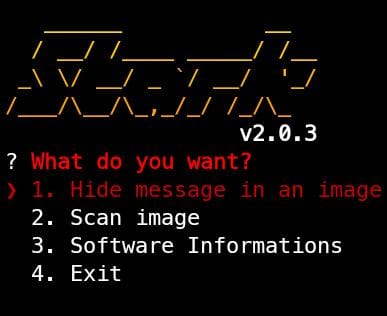 Stark
v2.0.3
? What do you want?
❯ 1. Hide message in an image
2. Scan image
3. Software Informations
4. Exit